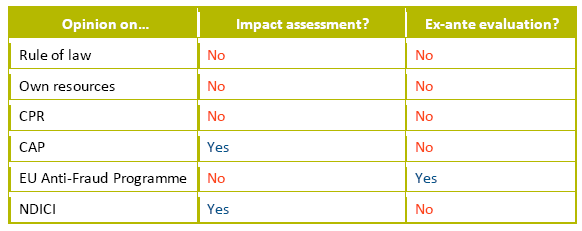 Opinion on… Impact assessment? Ex-ante evaluation?
Rule of law No No
Own resources No No
CPR No No
CAP Yes No
EU Anti-Fraud Programme No Yes
NDICI Yes No